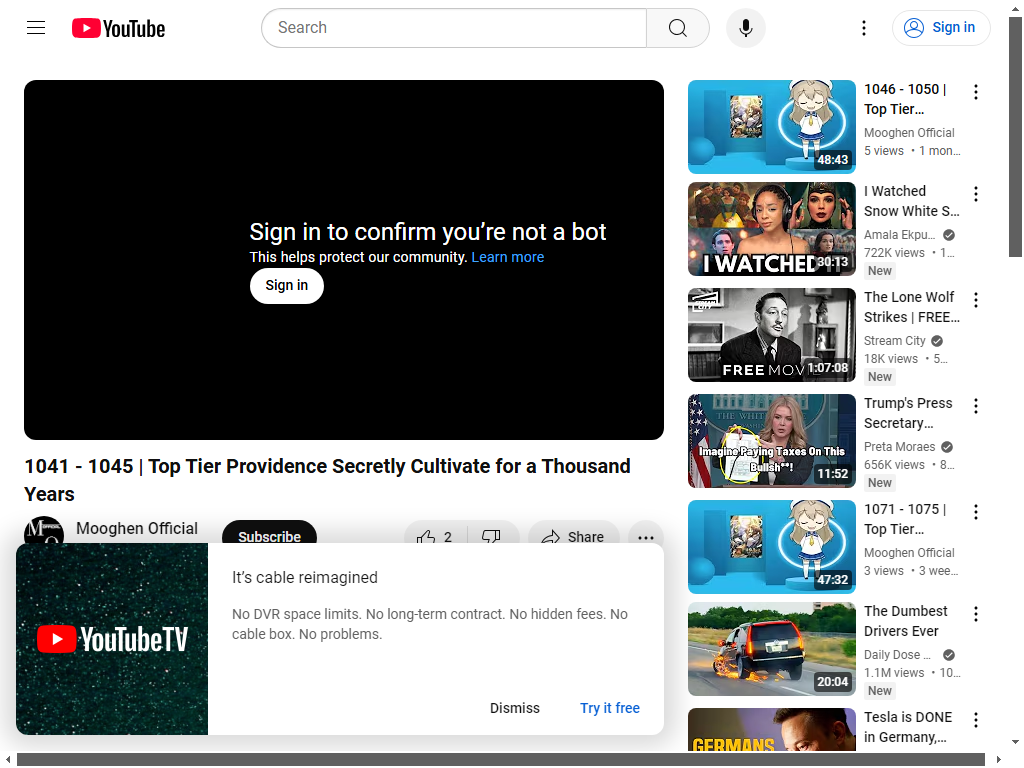 YouTube
Search
Sign in
Sign in to confirm you’re not a bot
This helps protect our community. Learn more
Sign in
1041 - 1045 | Top Tier Providence Secretly Cultivate for a Thousand
Years
Mooghen Official
Subscribe
2
Share
YouTubeTV
It’s cable reimagined
No DVR space limits. No long-term contract. No hidden fees. No
cable box. No problems.
Dismiss
Try it free
48:43
1046 - 1050 |
Top Tier...
Mooghen Official
5 views • 1 mon...
I WATCHED IT
30:13
I Watched
Snow White S...
Amala Ekpu...
722K views • 1...
New
FREE MOVIE
1:07:08
The Lone Wolf
Strikes | FREE...
Stream City
18K views • 5...
New
THE WHITE
Imagine Paying Taxes On This
Bullsh**!
11:52
Trump's Press
Secretary...
Preta Moraes
656K views • 8...
New
47:32
1071 - 1075 |
Top Tier...
Mooghen Official
3 views • 3 wee...
20:04
The Dumbest
Drivers Ever
Daily Dose ...
1.1M views • 10...
New
GERMANS
Tesla is DONE
in Germany,...